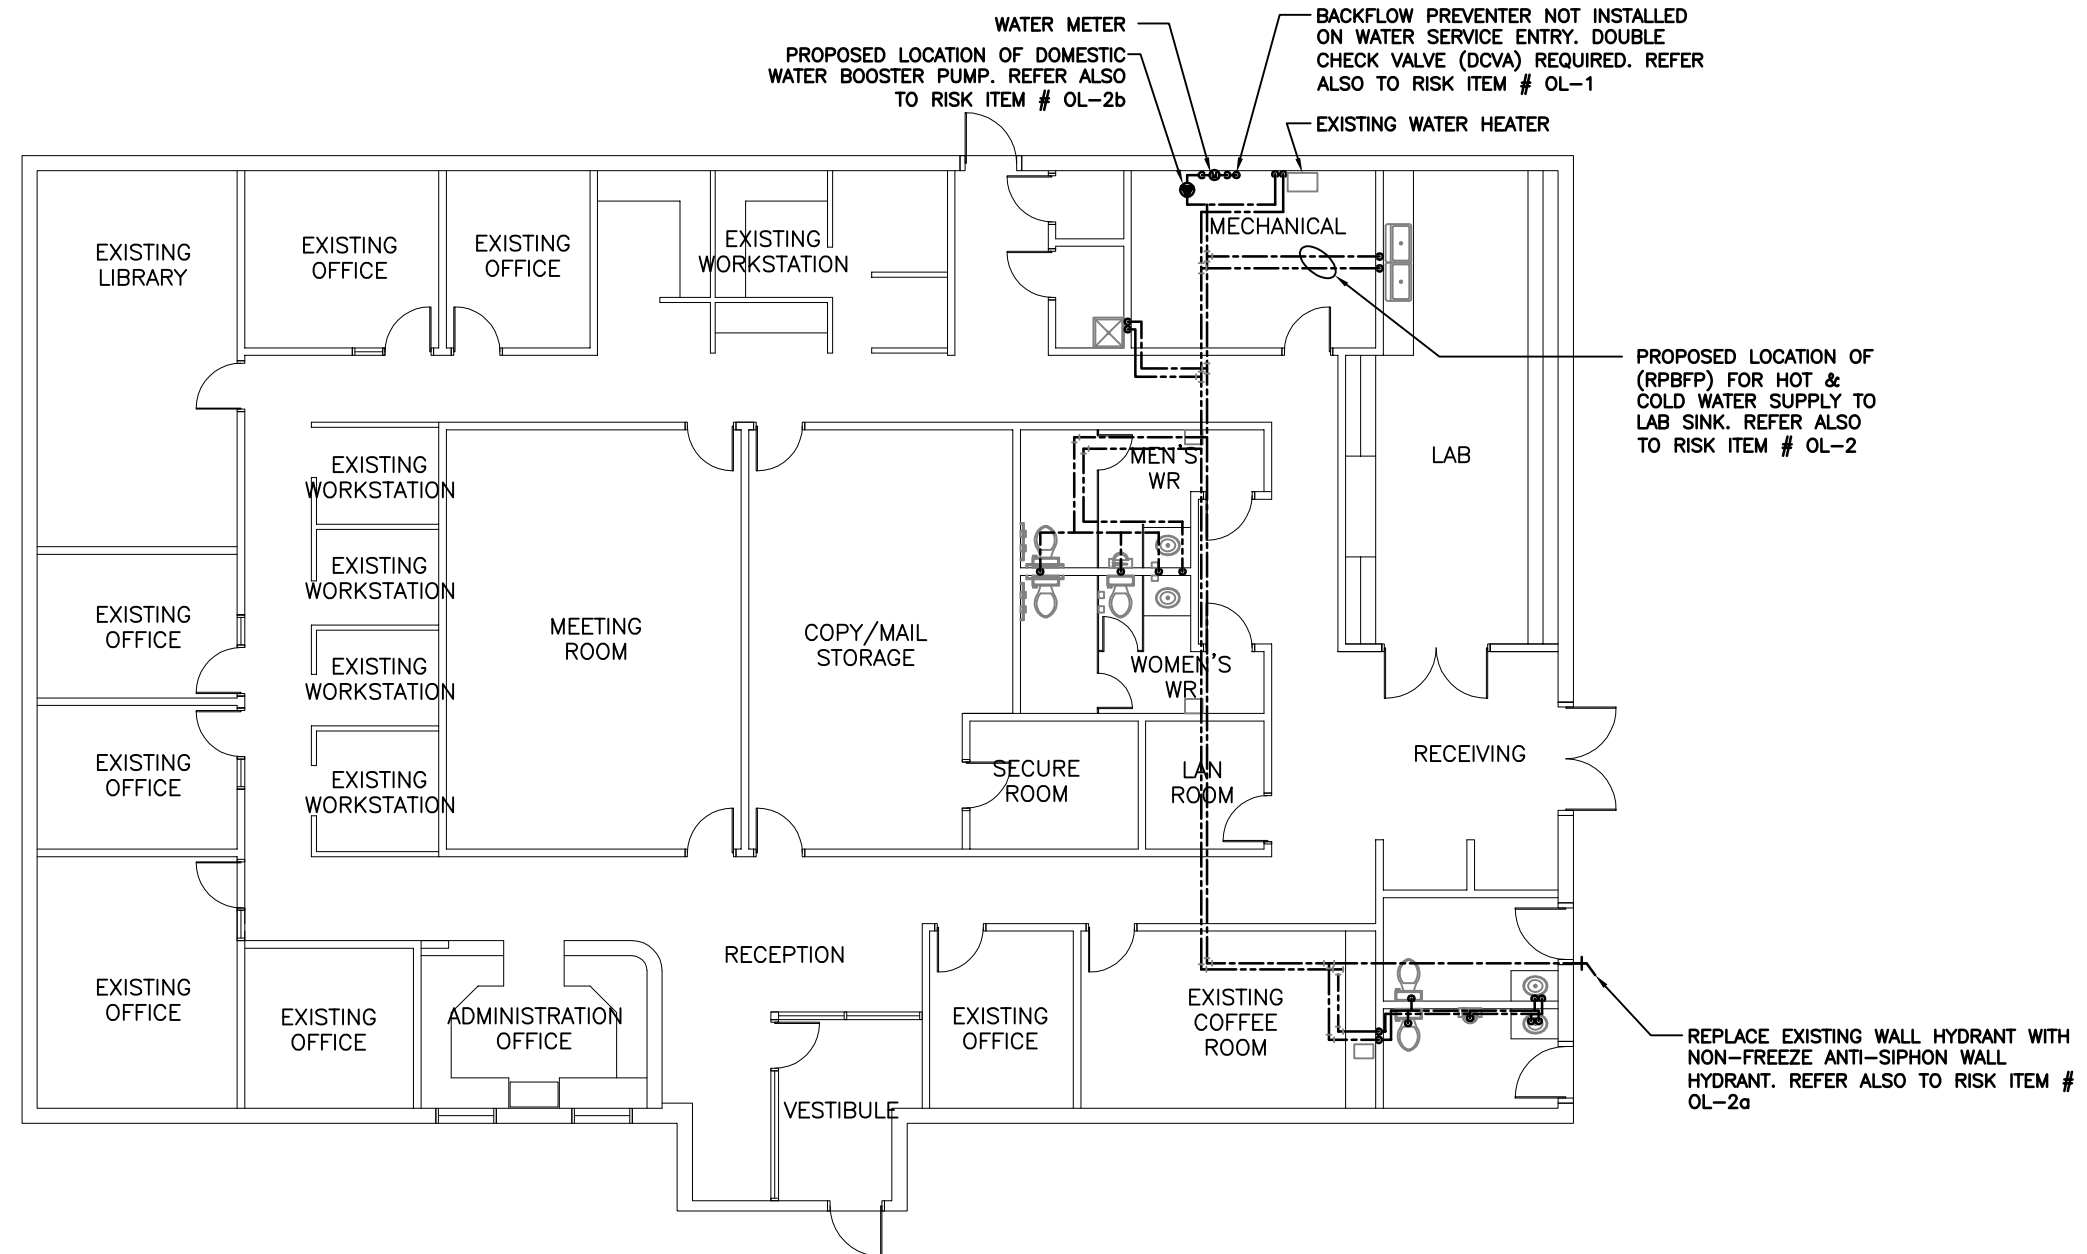 WATER METER
PROPOSED LOCATION OF DOMESTIC
WATER BOOSTER PUMP. REFER ALSO
TO RISK ITEM # OL-2b
BACKFLOW PREVENTER NOT INSTALLED
ON WATER SERVICE ENTRY. DOUBLE
CHECK VALVE (DCVA) REQUIRED. REFER
ALSO TO RISK ITEM # OL-1
EXISTING WATER HEATER
M
EXISTING
LIBRARY
EXISTING
OFFICE
EXISTING
OFFICE
EXISTING
WORKSTATION
MECHANICAL
PROPOSED LOCATION OF
(RPBFP) FOR HOT &
COLD WATER SUPPLY TO
LAB SINK. REFER ALSO
TO RISK ITEM # OL-2
EXISTING
WORKSTATION
MEN'S
WR
LAB
EXISTING
WORKSTATION
EXISTING
OFFICE
MEETING
ROOM
COPY/MAIL
STORAGE
EXISTING
WORKSTATION
WOMEN'S
WR
EXISTING
OFFICE
EXISTING
WORKSTATION
SECURE
ROOM
LAN
ROOM
RECEIVING
RECEPTION
EXISTING
OFFICE
EXISTING
OFFICE
ADMINISTRATION
OFFICE
EXISTING
OFFICE
EXISTING
COFFEE
ROOM
VESTIBULE
REPLACE EXISTING WALL HYDRANT WITH
NON-FREEZE ANTI-SIPHON WALL
HYDRANT. REFER ALSO TO RISK ITEM #
OL-2a